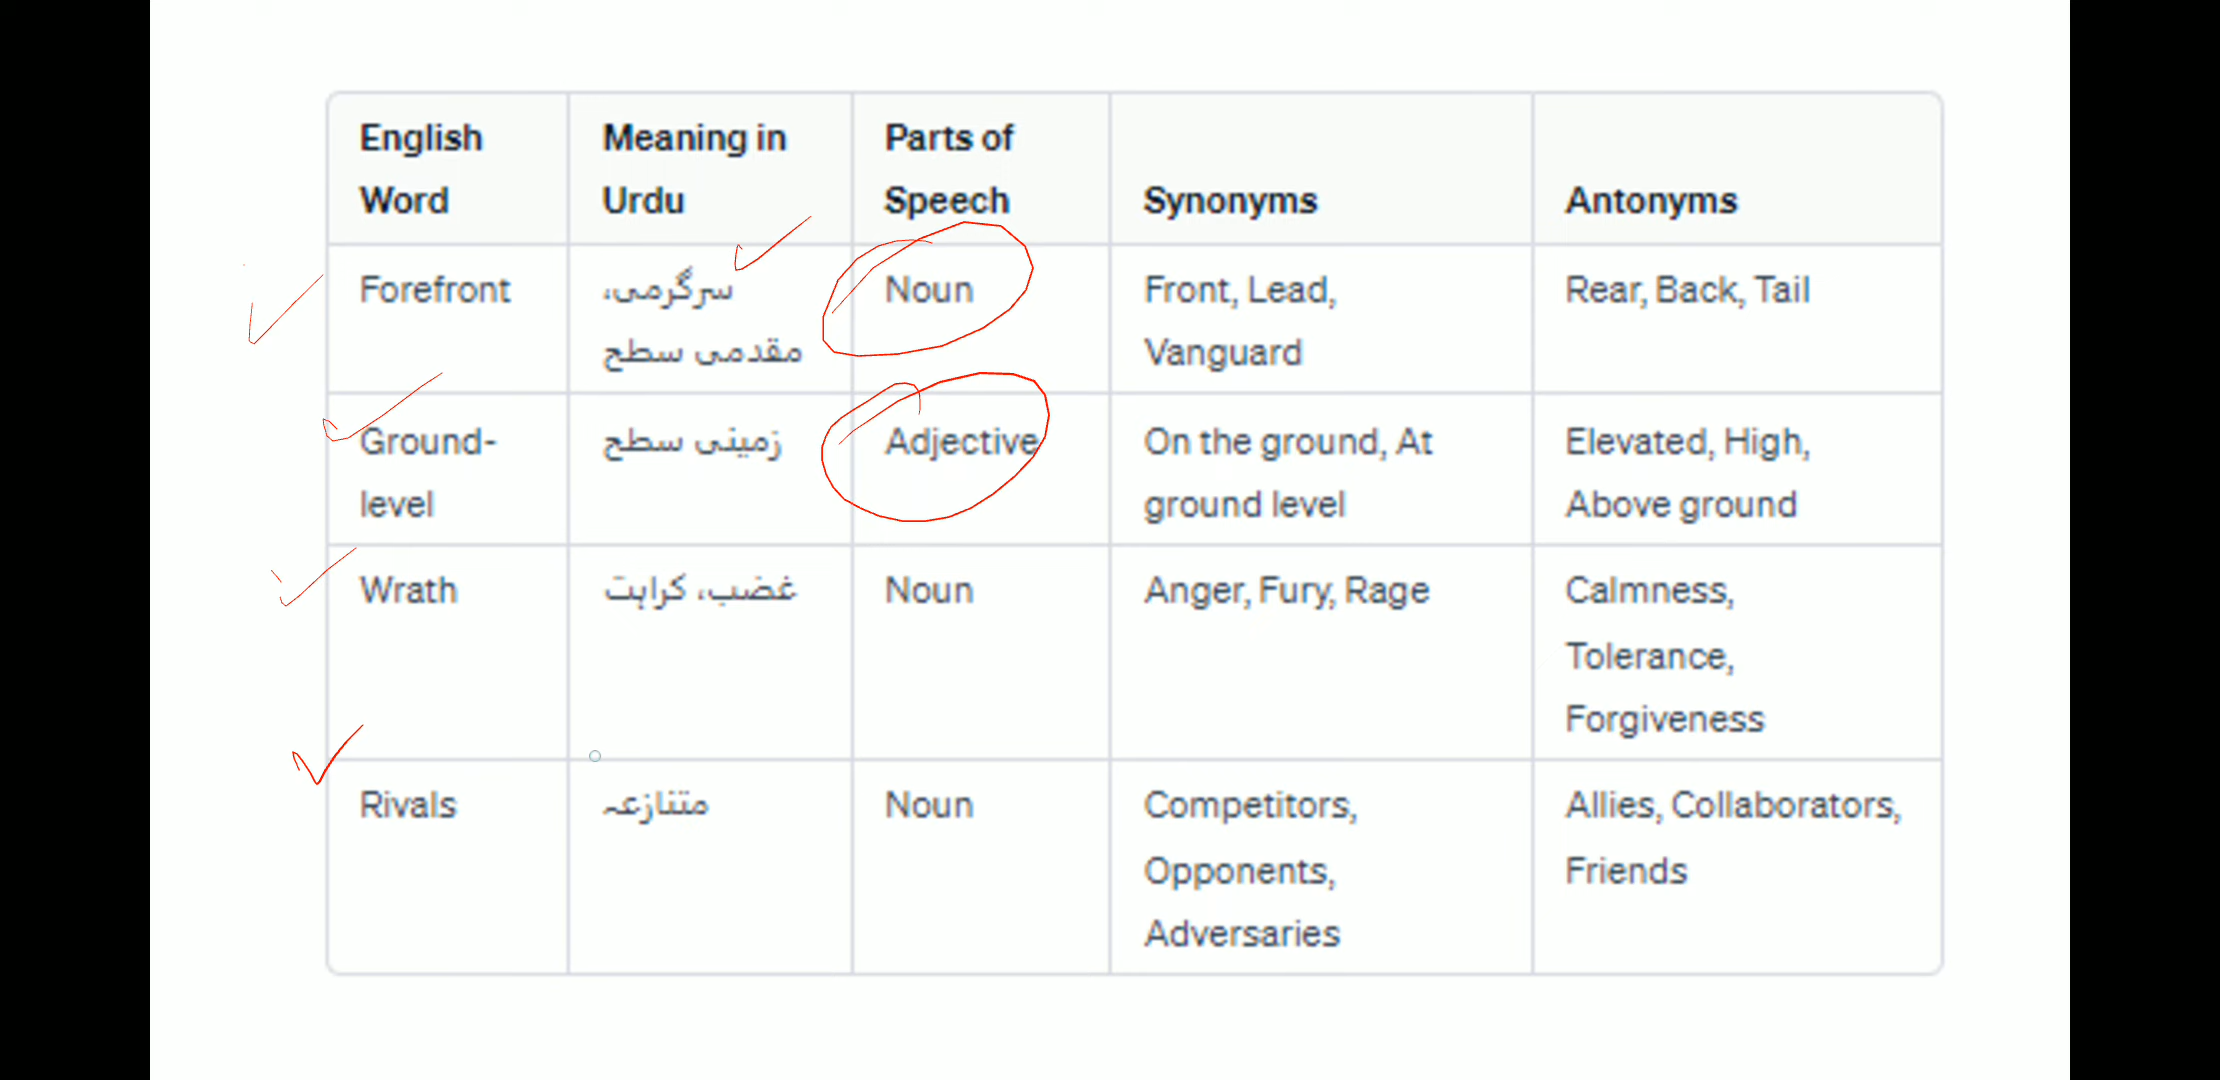 English Word
Meaning in Urdu
Parts of Speech
Synonyms
Antonyms
Forefront
سرگرمی،
مقدمی سطح
Noun
Front, Lead,
Vanguard
Rear, Back, Tail
Ground-
level
زمینی سطح
Adjective
On the ground, At
ground level
Elevated, High,
Above ground
Wrath
غضب، کراہت
Noun
Anger, Fury, Rage
Calmness,
Tolerance,
Forgiveness
Rivals
متنازعہ
Noun
Competitors,
Opponents,
Adversaries
Allies, Collaborators,
Friends